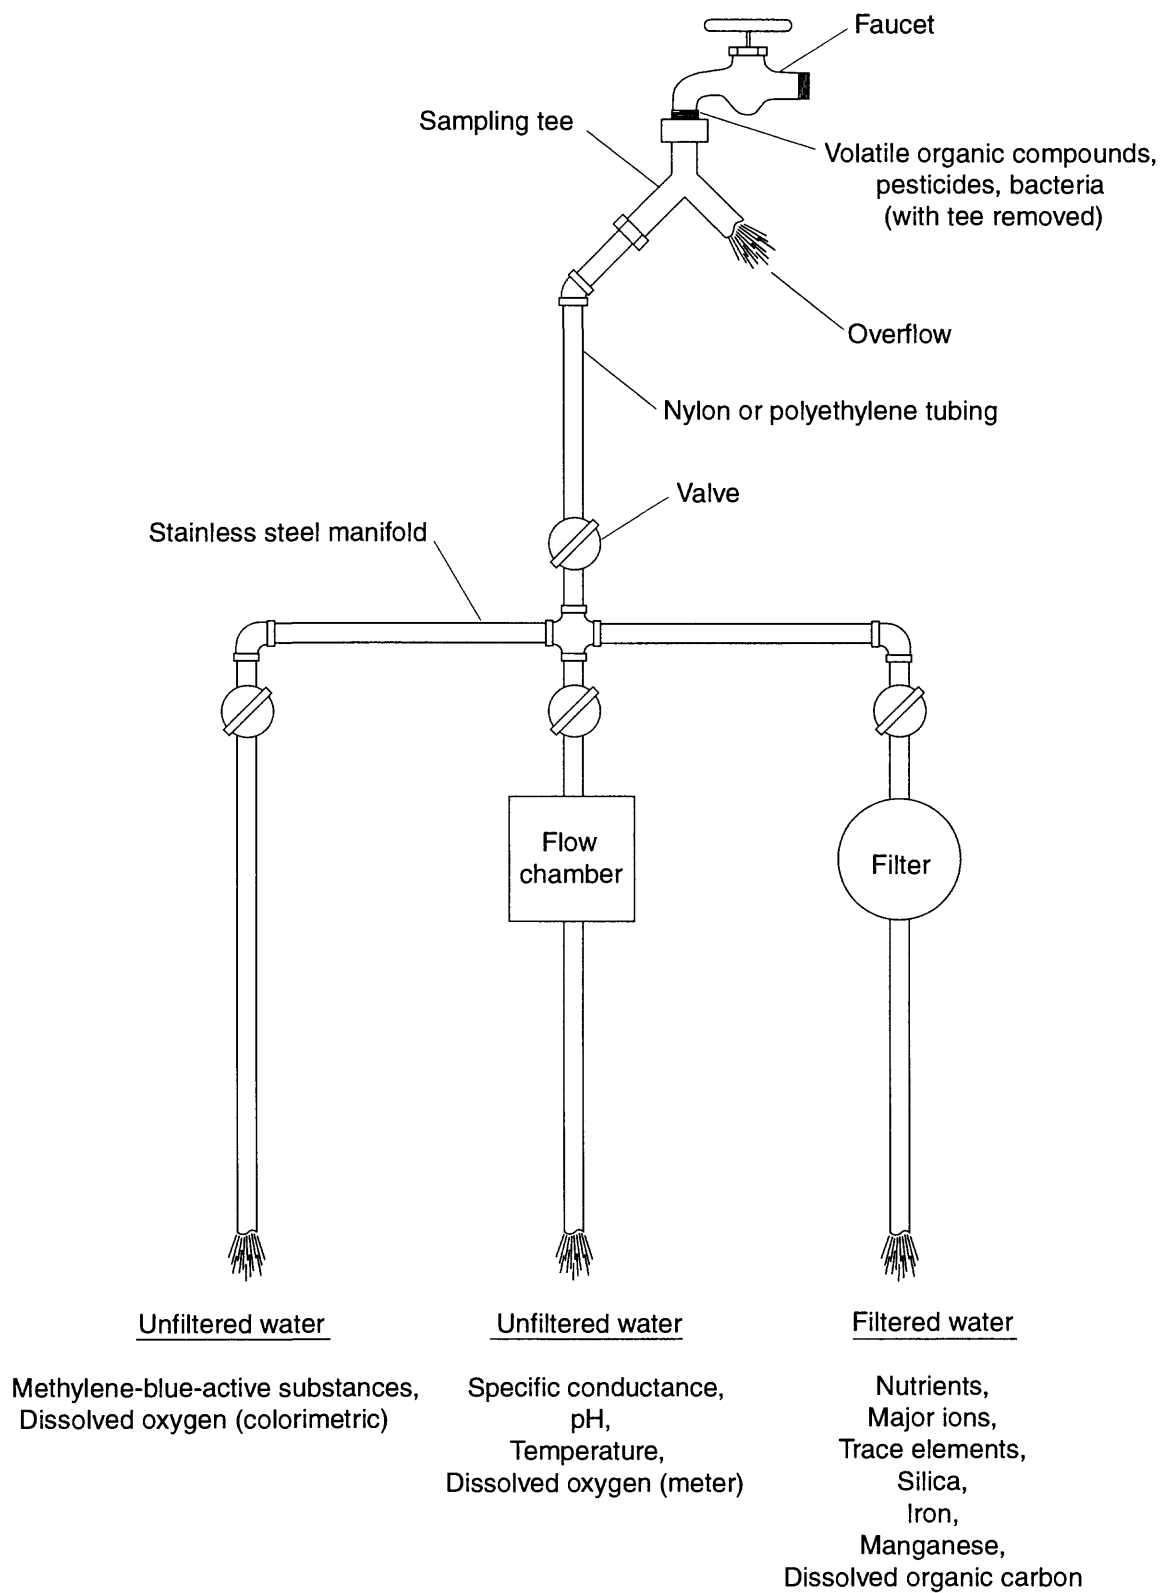 Faucet
Sampling tee
Volatile organic compounds,
pesticides, bacteria
(with tee removed)
Overflow
Nylon or polyethylene tubing
Valve
Stainless steel manifold
Flow
chamber
Filter
Unfiltered water
Methylene-blue-active substances,
Dissolved oxygen (colorimetric)
Unfiltered water
Specific conductance,
pH,
Temperature,
Dissolved oxygen (meter)
Filtered water
Nutrients,
Major ions,
Trace elements,
Silica,
Iron,
Manganese,
Dissolved organic carbon